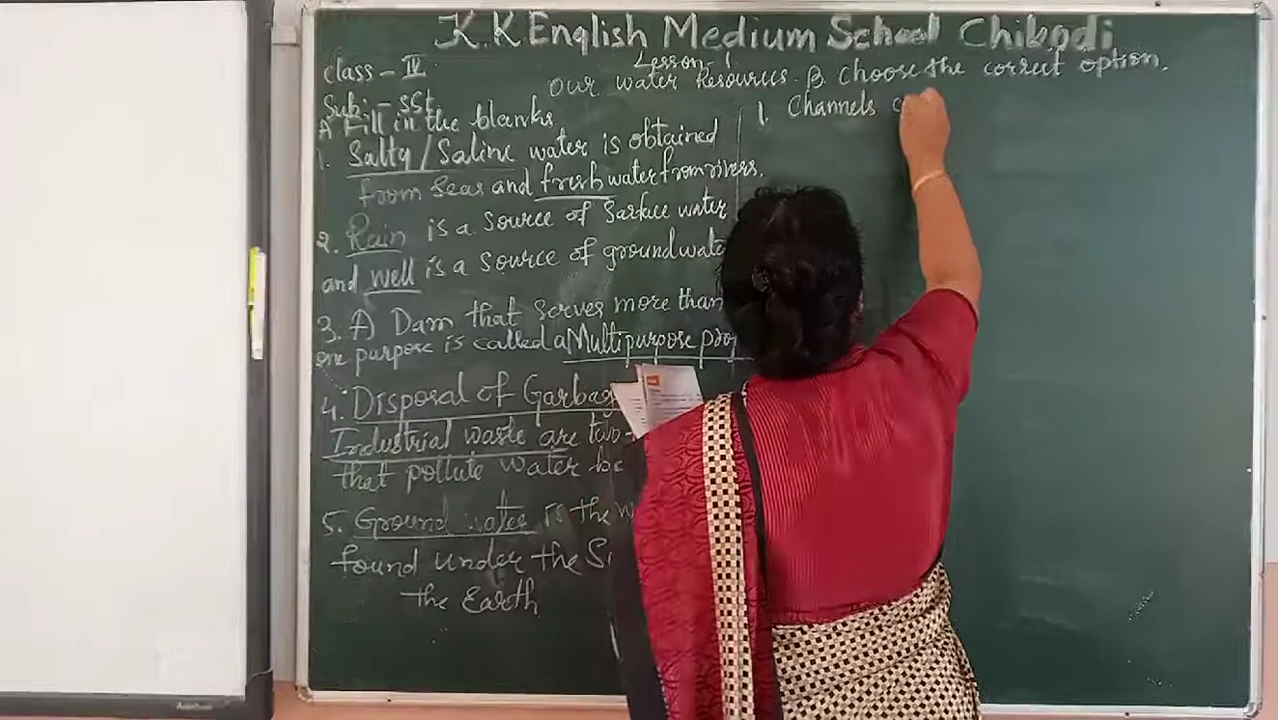 K.K English Medium School Chikodi
Class - IV
Lesson - 1
Sub:- SSt
Our water Resources.
A Fill in the blanks
1. Salty/Saline water is obtained
from Seas and fresh water from rivers.
2. Rain is a source of Surface water
and well is a source of groundwate
3. A Dam that serves more than
one purpose is called a Multipurpose pro
4. Disposal of Garbag
Industrial waste are two
that pollute water bo
5. Ground water is the w
found under the Su
the Earth
B. Choose the correct option.
1. Channels